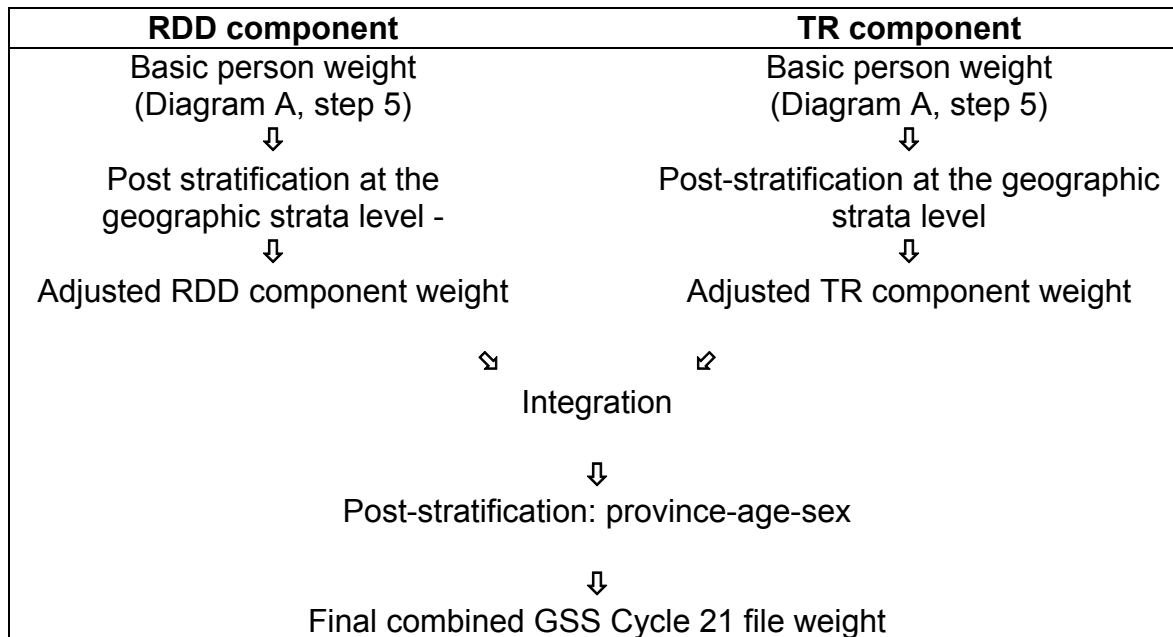 RDD component
TR component
Basic person weight
(Diagram A, step 5)
⇩
Post stratification at the
geographic strata level -
⇩
Adjusted RDD component weight
Basic person weight
(Diagram A, step 5)
⇩
Post-stratification at the geographic
strata level
⇩
Adjusted TR component weight
Integration
⇩
Post-stratification: province-age-sex
⇩
Final combined GSS Cycle 21 file weight